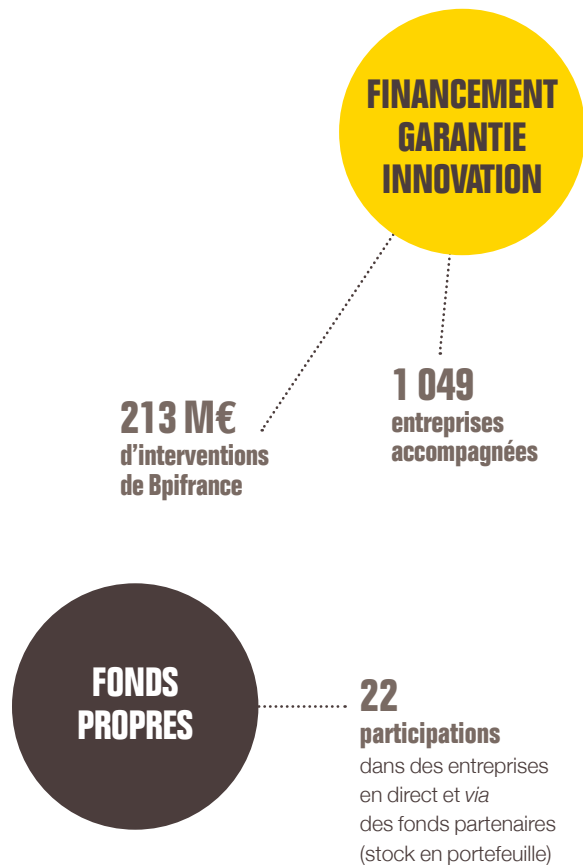 FINANCEMENT
GARANTIE
INNOVATION
213 M€
d'interventions
de Bpifrance
1 049
entreprises
accompagnées
FONDS
PROPRES
22
participations
dans des entreprises
en direct et via
des fonds partenaires
(stock en portefeuille)